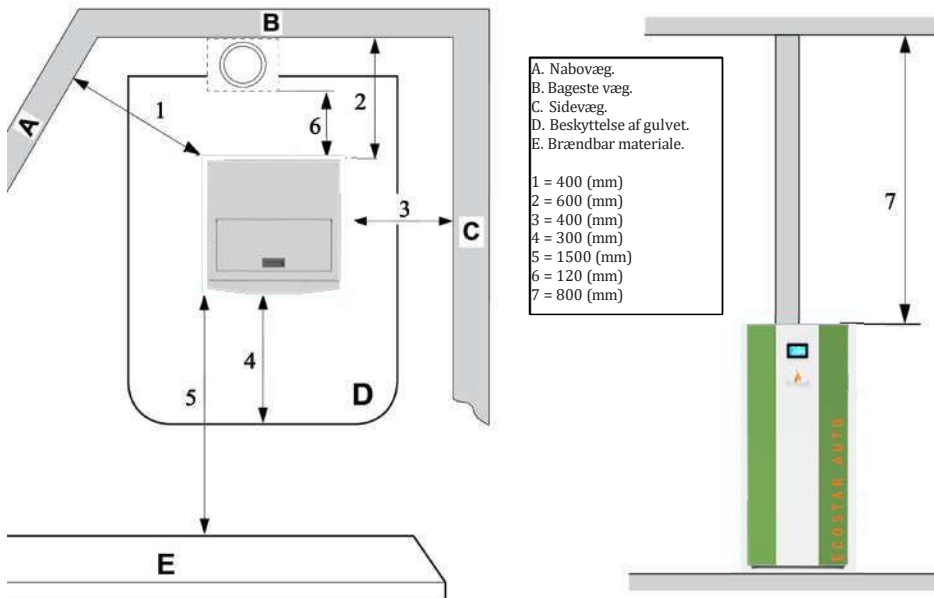 B
A
1
2
6
3
C
4
5
D
E
A. Nabovæg.
B. Bageste væg.
C. Sidevæg.
D. Beskyttelse af gulvet.
E. Brændbar materiale.
1 = 400 (mm)
2 = 600 (mm)
3 = 400 (mm)
4 = 300 (mm)
5 = 1500 (mm)
6 = 120 (mm)
7 = 800 (mm)
7
ECOSTAR AUTO